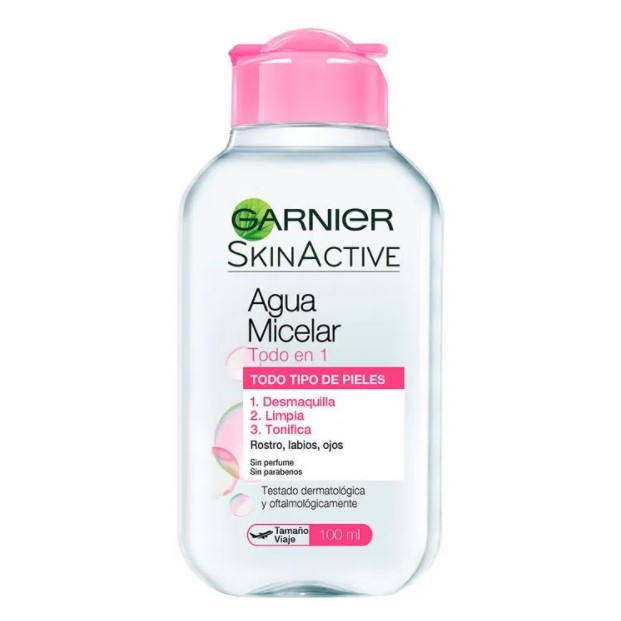 GARNIER
SKINACTIVE
Agua
Micelar
Todo en 1
TODO TIPO DE PIELES
1. Desmaquilla
2. Limpia
3. Tonifica
Rostro, labios, ojos
Sin perfume
Sin parabenos
Testado dermatológica
y oftalmológicamente
Tamaño
Viaje
100 ml